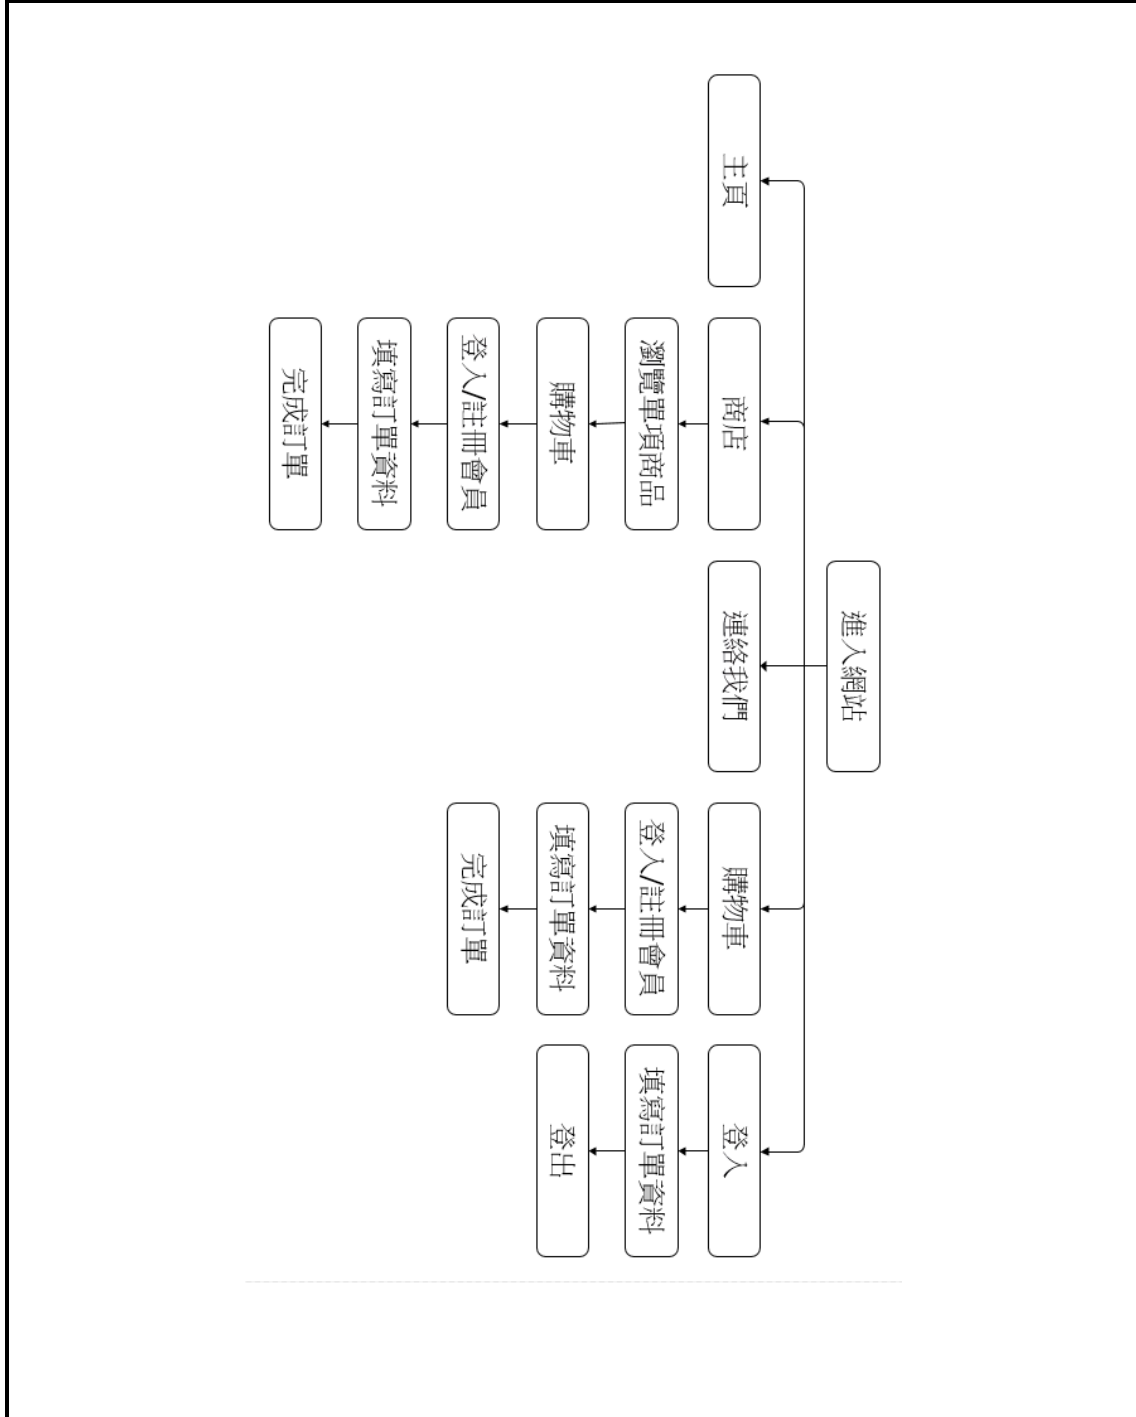 進入網站
主頁
商店
連絡我們
購物車
登入
瀏覽單項商品
登入/註冊會員
填寫訂單資料
購物車
填寫訂單資料
登出
登入/註冊會員
完成訂單
填寫訂單資料
完成訂單